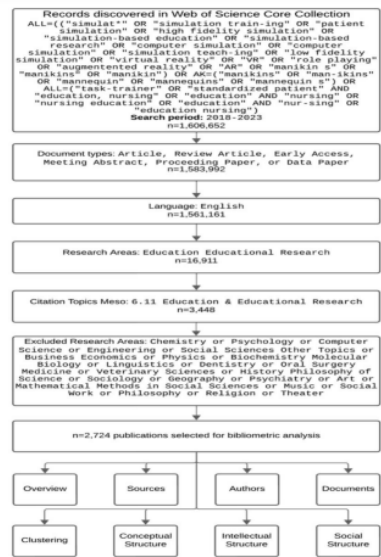 Records discovered in Web of Science Core Collection
ALL=(("simulat*" OR "simulation train-ing" OR "patient
simulation" OR "high fidelity simulation" OR
"simulation-based education" OR "simulation-based
research" OR "computer simulation" OR "computer
simulation" OR "simulation teach-ing" OR "low fidelity
simulation" OR "virtual reality" OR "VR" OR "role playing"
OR "augmentented reality" OR "AR" OR "manikin s" OR
"manikins" OR "manikin") OR AK=("manikins" OR "man-ikins"
OR "mannequin" OR "mannequins" OR "mannequin s") OR
ALL=("task-trainer" OR "standardized patient" AND
"education, nursing" OR "education" AND "nursing" OR
"nursing education" OR "education" AND "nur-sing" OR
"education nursing")
Search period: 2018-2023
n=1,606,652
Document types: Article, Review Article, Early Access,
Meeting Abstract, Proceeding Paper, or Data Paper
n=1,583,992
Language: English
n=1,561,161
Research Areas: Education Educational Research
n=16,911
Citation Topics Meso: 6.11 Education & Educational Research
n=3,448
Excluded Research Areas: Chemistry or Psychology or Computer
Science or Engineering or Social Sciences Other Topics or
Business Economics or Physics or Biochemistry Molecular
Biology or Linguistics or Dentistry or Oral Surgery
Medicine or Veterinary Sciences or History Philosophy of
Science or Sociology or Geography or Psychiatry or Art or
Mathematical Methods in Social Sciences or Music or Social
Work or Philosophy or Religion or Theater
n=2,724 publications selected for bibliometric analysis
Overview
Sources
Authors
Documents
Clustering
Conceptual
Structure
Intellectual
Structure
Social
Structure